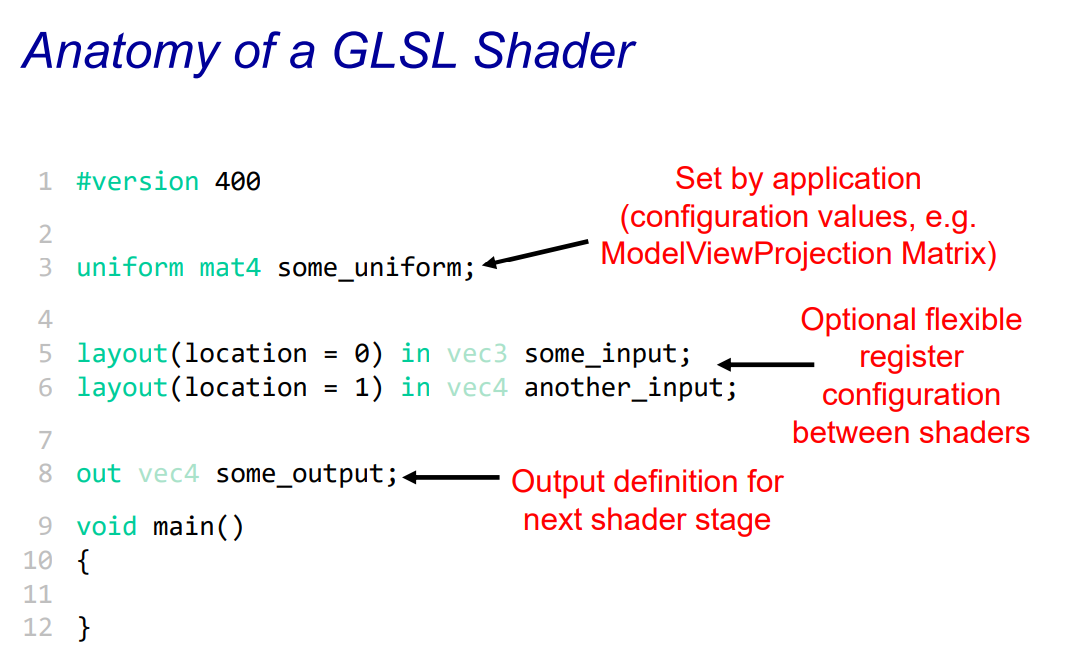 Anatomy of a GLSL Shader
1 #version 400
2
3 uniform mat4 some_uniform;
4
5 layout(location = 0) in vec3 some_input;
6 layout(location = 1) in vec4 another_input;
7
8 out vec4 some_output;
9 void main()
10 {
11
12 }
Set by application
(configuration values, e.g.
ModelViewProjection Matrix)
Optional flexible
register
configuration
between shaders
Output definition for
next shader stage